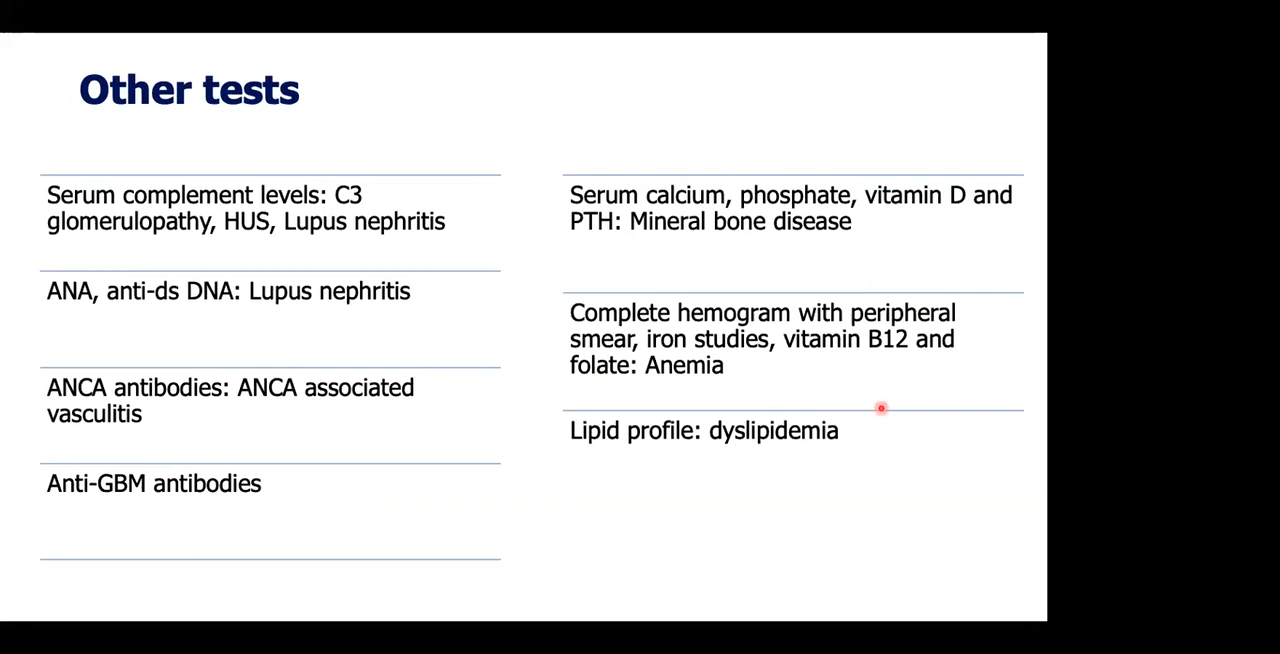 Other tests
Serum complement levels: C3
glomerulopathy, HUS, Lupus nephritis
ANA, anti-ds DNA: Lupus nephritis
ANCA antibodies: ANCA associated
vasculitis
Anti-GBM antibodies
Serum calcium, phosphate, vitamin D and
PTH: Mineral bone disease
Complete hemogram with peripheral
smear, iron studies, vitamin B12 and
folate: Anemia
Lipid profile: dyslipidemia